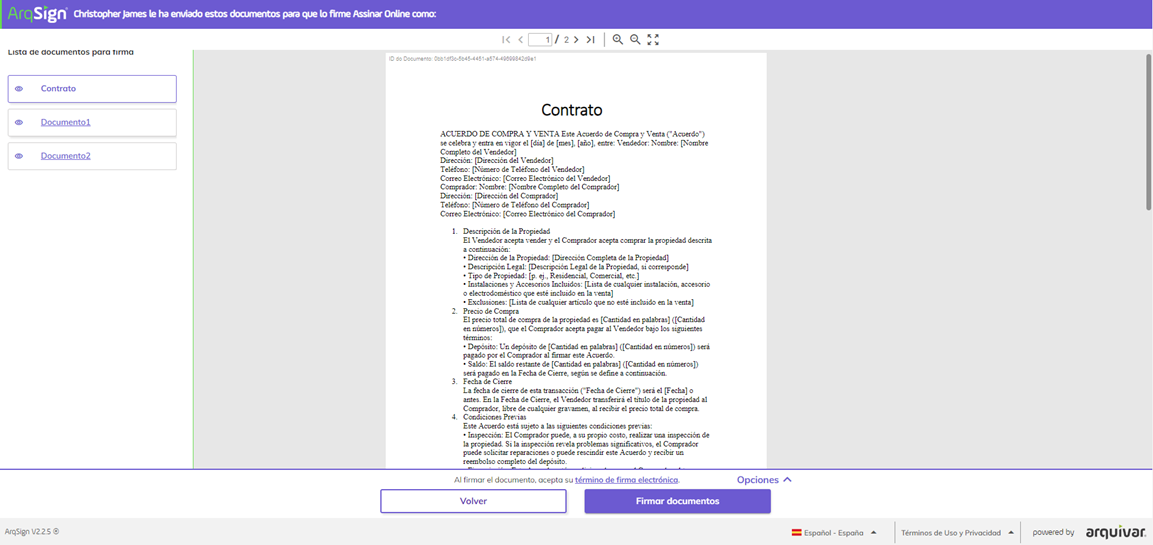 ArqSign® Christopher James le ha enviado estos documentos para que lo firme Assinar Online como:
1 / 2
Lista de documentos para firma
Contrato
Documento1
Documento2
Contrato
ACUERDO DE COMPRA Y VENTA Este Acuerdo de Compra y Venta ("Acuerdo")
se celebra y entra en vigor el [día] de [mes], [año], entre: Vendedor: Nombre: [Nombre
Completo del Vendedor]
Dirección: [Dirección del Vendedor]
Teléfono: [Número de Teléfono del Vendedor]
Correo Electrónico: [Correo Electrónico del Vendedor]
Comprador: Nombre: [Nombre Completo del Comprador]
Dirección: [Dirección del Comprador]
Teléfono: [Número de Teléfono del Comprador]
Correo Electrónico: [Correo Electrónico del Comprador]
1. Descripción de la Propiedad
El Vendedor acepta vender y el Comprador acepta comprar la propiedad descrita
a continuación:
• Dirección de la Propiedad: [Dirección Completa de la Propiedad]
• Descripción Legal: [Descripción Legal de la Propiedad, si corresponde]
• Tipo de Propiedad: [p. ej., Residencial, Comercial, etc.]
• Instalaciones y Accesorios Incluidos: [Lista de cualquier instalación, accesorio
o electrodoméstico que esté incluido en la venta]
• Exclusiones: [Lista de cualquier artículo que no esté incluido en la venta]
2. Precio de Compra
El precio total de compra de la propiedad es [Cantidad en palabras] ([Cantidad
en números]), que el Comprador acepta pagar al Vendedor bajo los siguientes
términos:
• Depósito: Un depósito de [Cantidad en palabras] ([Cantidad en números]) será
pagado por el Comprador al firmar este Acuerdo.
• Saldo: El saldo restante de [Cantidad en palabras] ([Cantidad en números])
será pagado en la Fecha de Cierre, según se define a continuación.
3. Fecha de Cierre
La fecha de cierre de esta transacción ("Fecha de Cierre") será el [Fecha] o
antes. En la Fecha de Cierre, el Vendedor transferirá el título de la propiedad al
Comprador, libre de cualquier gravamen, al recibir el precio total de compra.
4. Condiciones Previas
Este Acuerdo está sujeto a las siguientes condiciones previas:
• Inspección: El Comprador puede, a su propio costo, realizar una inspección de
la propiedad. Si la inspección revela problemas significativos, el Comprador
puede solicitar reparaciones o puede rescindir este Acuerdo y recibir un
reembolso completo del depósito.
Al firmar el documento, acepta su término de firma electrónica.
Opciones
Volver
Firmar documentos
ArqSign V2.2.5 ®
Español - España
Términos de Uso y Privacidad
powered by arquivar.